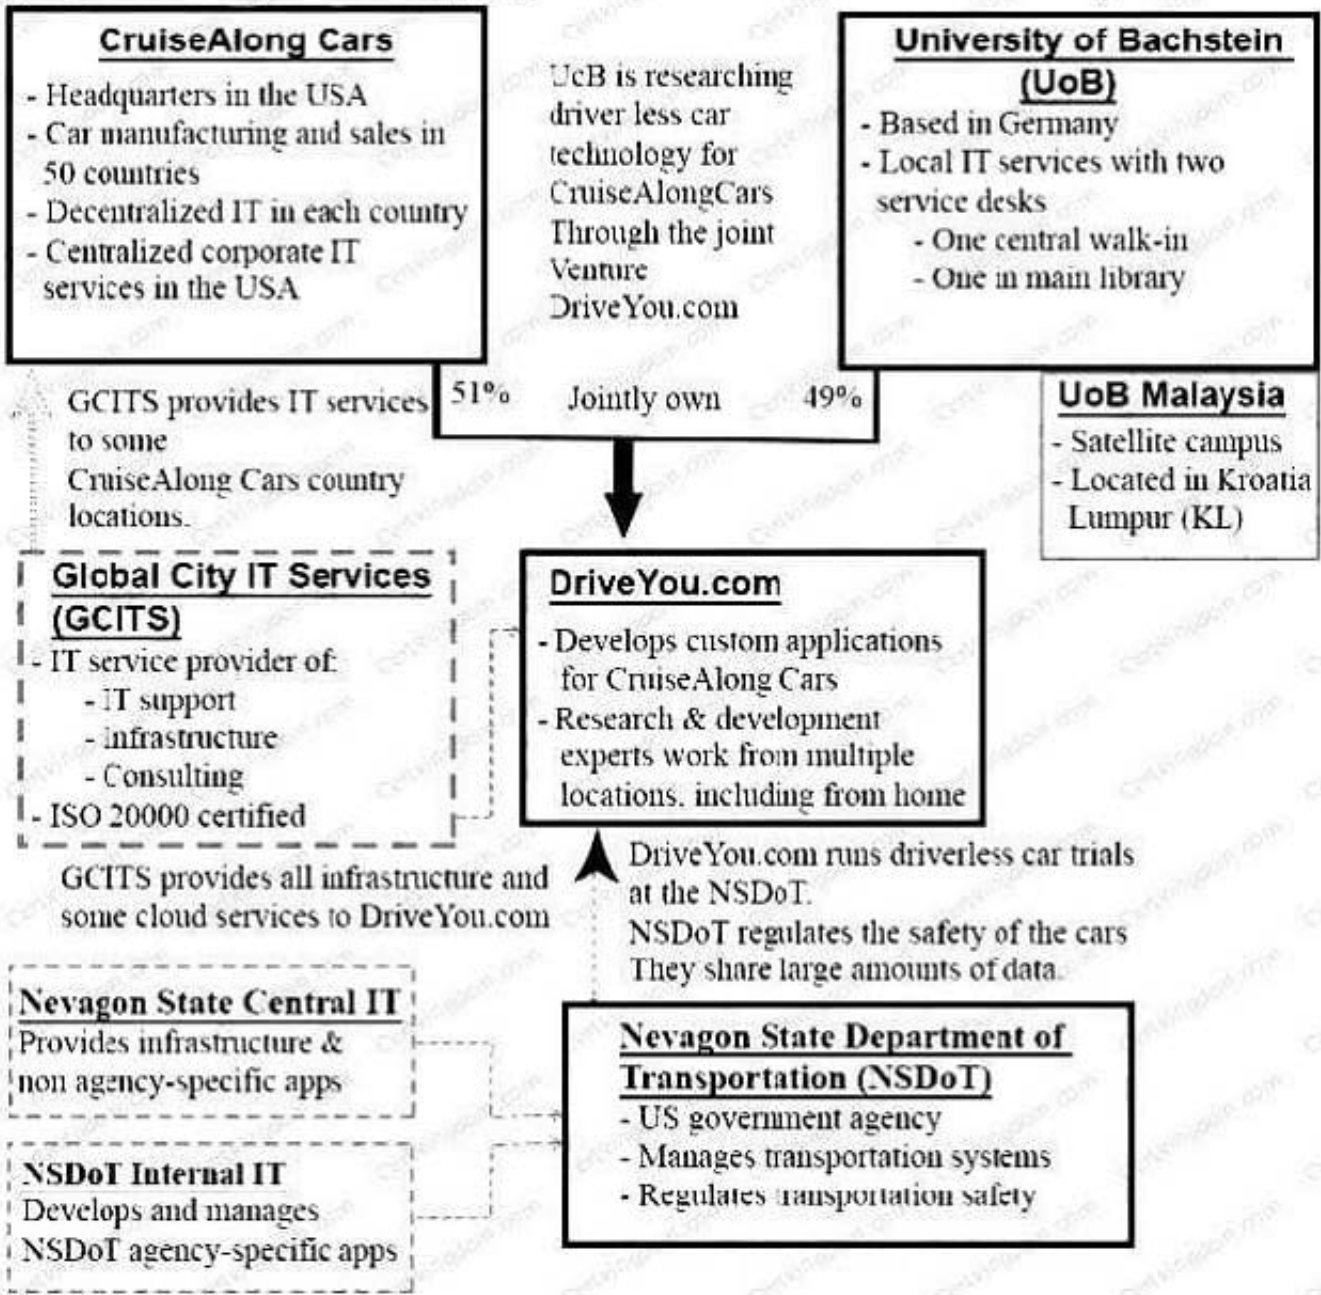 CruiseAlong Cars
- Headquarters in the USA
- Car manufacturing and sales in
50 countries
- Decentralized IT in each country
- Centralized corporate IT
services in the USA
UcB is researching
driver less car
technology for
CruiseAlongCars
Through the joint
Venture
DriveYou.com
University of Bachstein
(UoB)
- Based in Germany
- Local IT services with two
service desks
- One central walk-in
- One in main library
51% Jointly own 49%
UoB Malaysia
- Satellite campus
- Located in Kroatia
Lumpur (KL)
GCITS provides IT services
to some
CruiseAlong Cars country
locations.
Global City IT Services
(GCITS)
- IT service provider of:
- IT support
- infrastructure
- Consulting
- ISO 20000 certified
DriveYou.com
- Develops custom applications
for CruiseAlong Cars
- Research & development
experts work from multiple
locations. including from home
GCITS provides all infrastructure and
some cloud services to DriveYou.com
DriveYou.com runs driverless car trials
at the NSDoT.
NSDoT regulates the safety of the cars
They share large amounts of data.
Nevagon State Central IT
Provides infrastructure &
non agency-specific apps
Nevagon State Department of
Transportation (NSDoT)
- US government agency
- Manages transportation systems
- Regulates transportation safety
NSDoT Internal IT
Develops and manages
NSDoT agency-specific apps